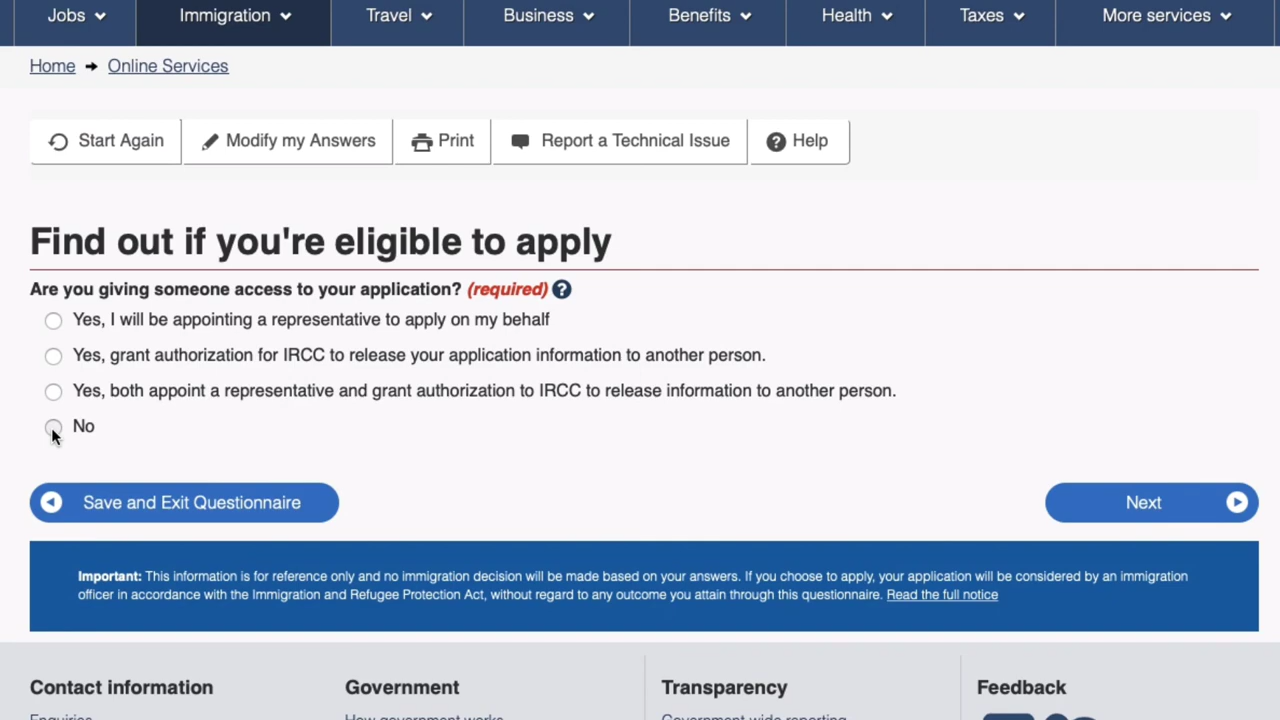 Jobs Immigration Travel Business Benefits Health Taxes More services
Home Online Services
Start Again Modify my Answers Print Report a Technical Issue Help
Find out if you're eligible to apply
Are you giving someone access to your application? (required)
Yes, I will be appointing a representative to apply on my behalf
Yes, grant authorization for IRCC to release your application information to another person.
Yes, both appoint a representative and grant authorization to IRCC to release information to another person.
No
Save and Exit Questionnaire Next
Important: This information is for reference only and no immigration decision will be made based on your answers. If you choose to apply, your application will be considered by an immigration
officer in accordance with the Immigration and Refugee Protection Act, without regard to any outcome you attain through this questionnaire. Read the full notice
Contact information Government Transparency Feedback
Enquiries How government works Government-wide reporting